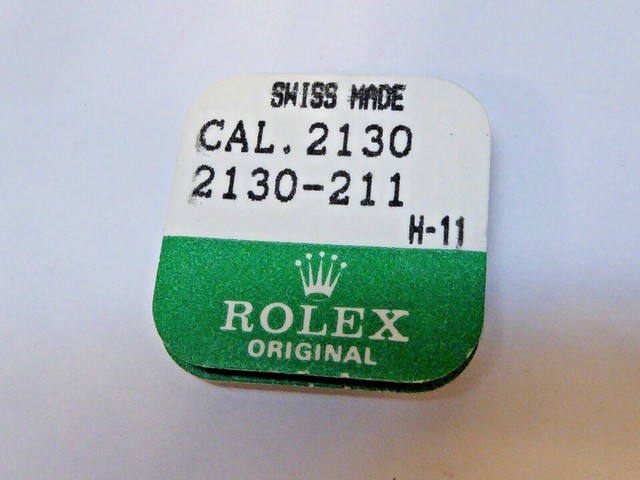 SWISS MADE
CAL. 2130
2130-211
H-11
ROLEX
ORIGINAL